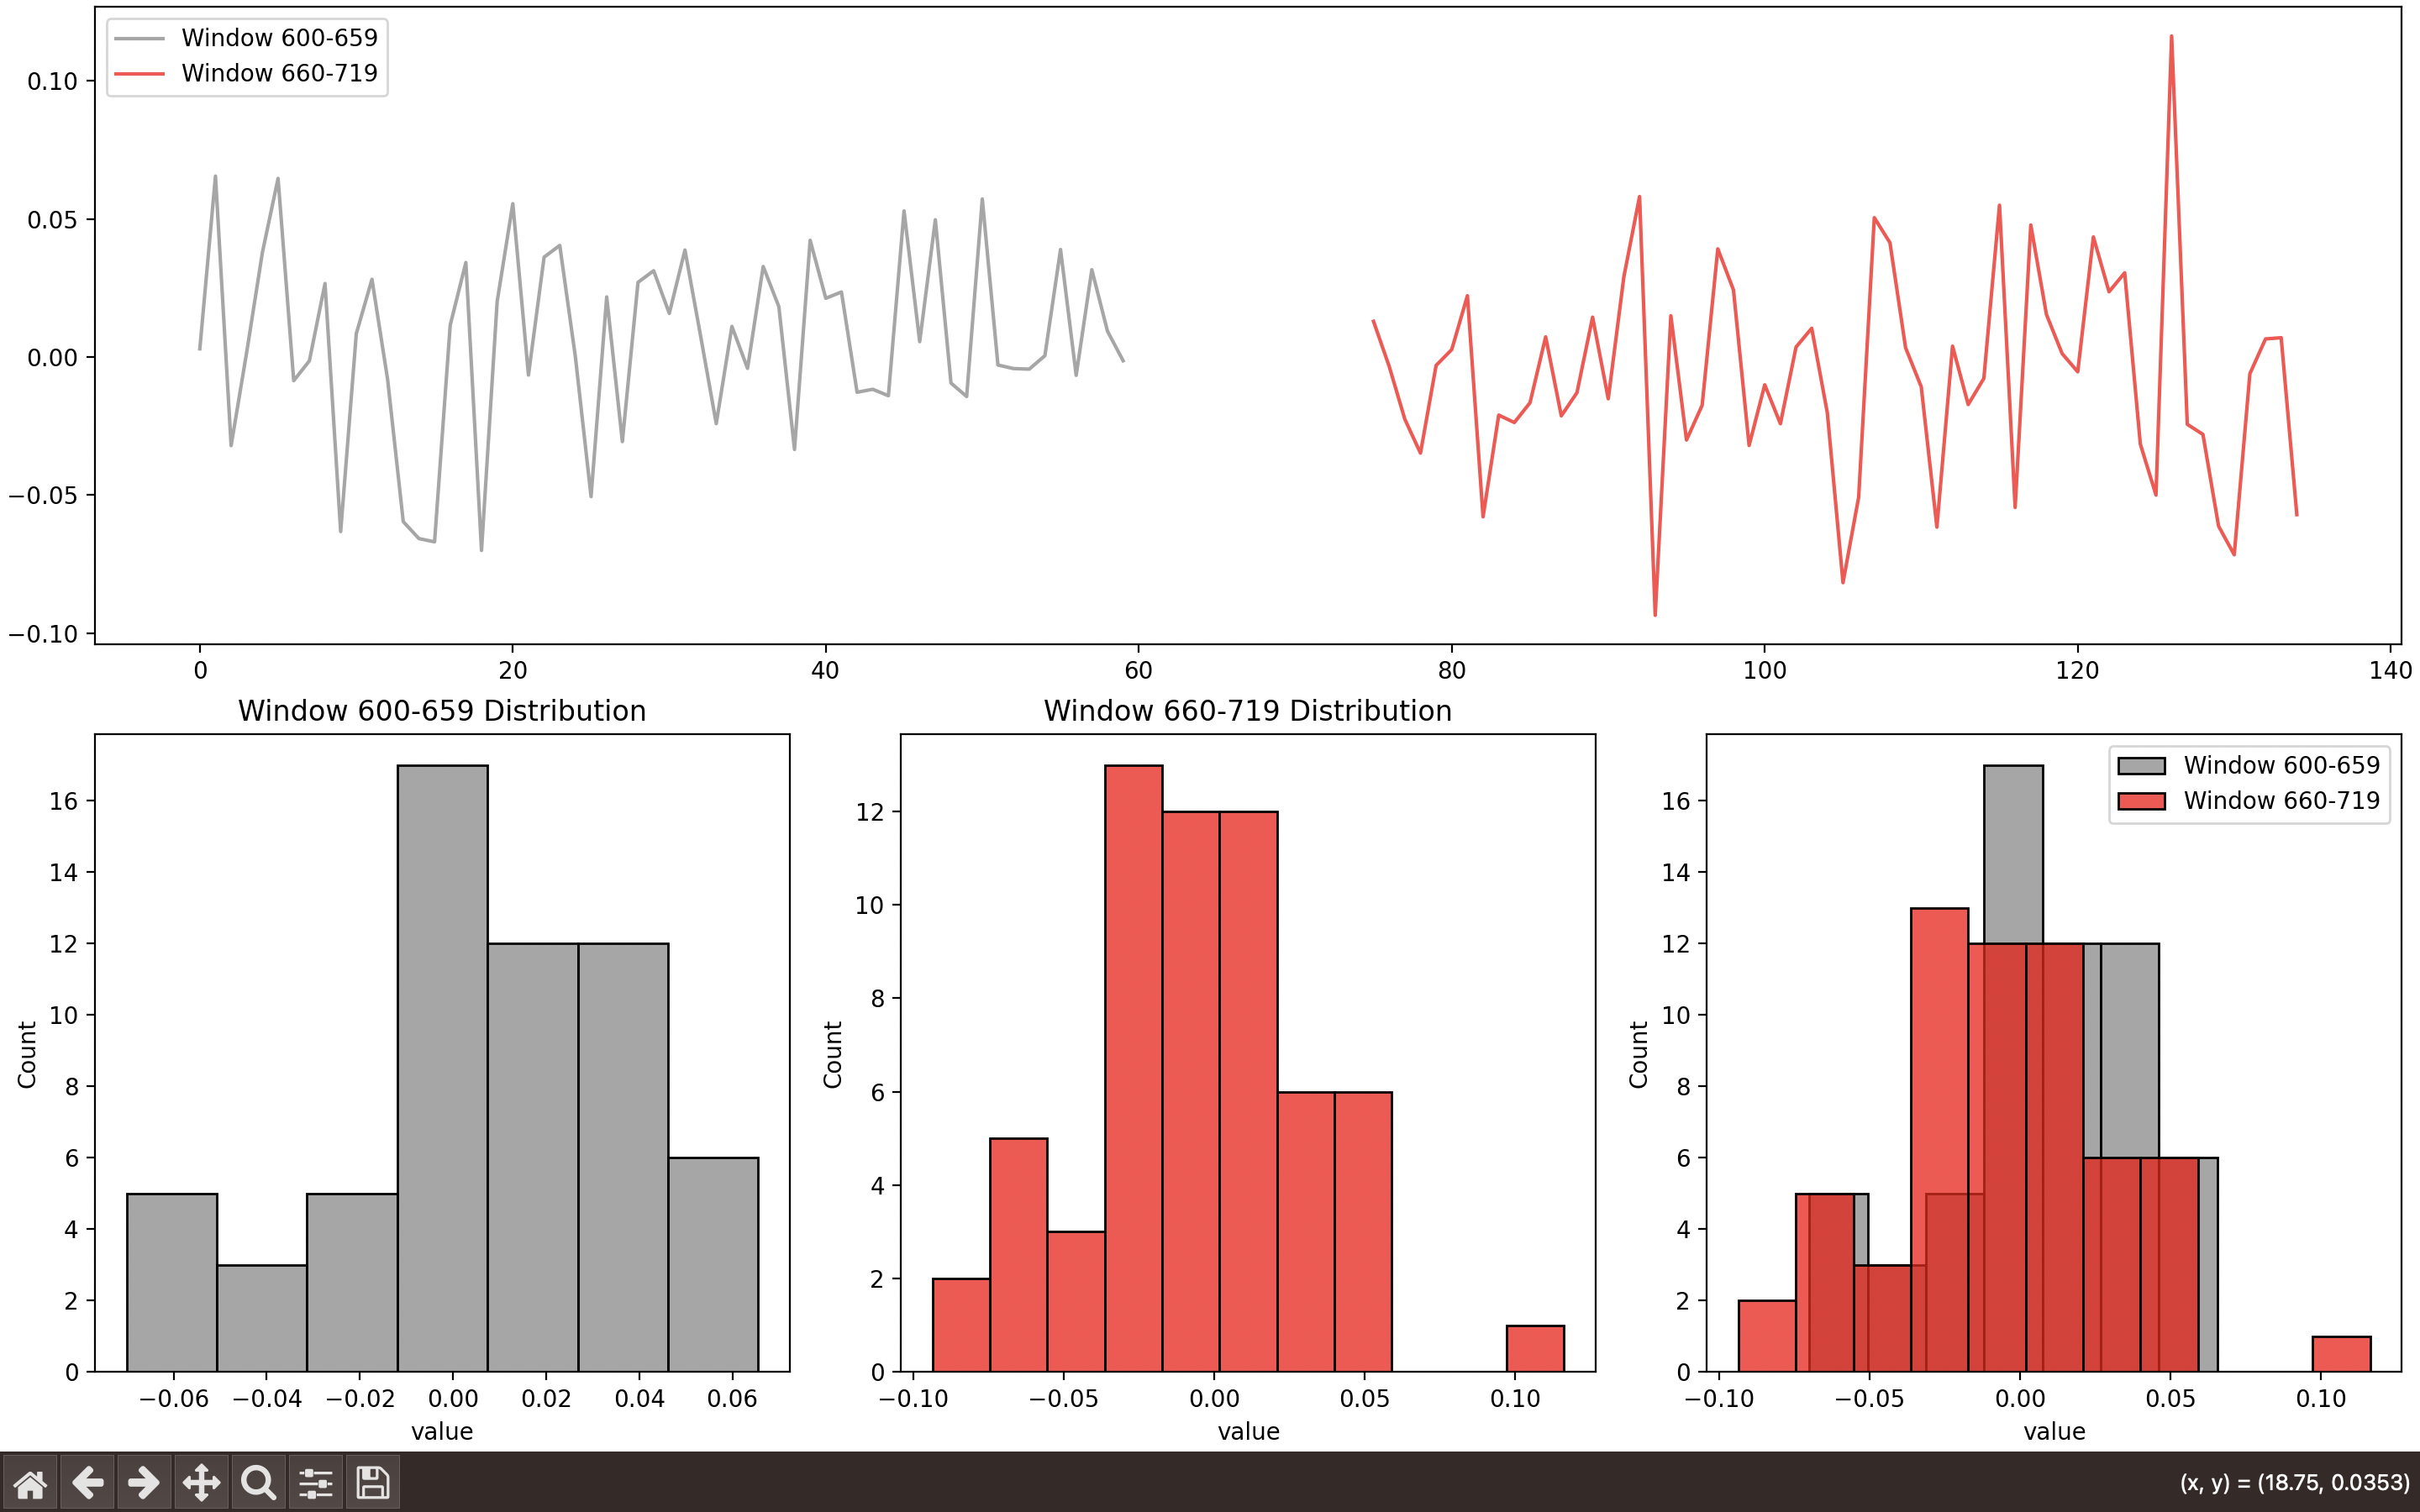 Window 600-659
Window 660-719
0.10
0.05
0.00
−0.05
−0.10
0 20 40 60 80 100 120 140
Window 600-659 Distribution
16
14
12
10
8
6
4
2
0
Count
−0.06 −0.04 −0.02 0.00 0.02 0.04 0.06
value
Window 660-719 Distribution
12
10
8
6
4
2
0
Count
−0.10 −0.05 0.00 0.05 0.10
value
Window 600-659
Window 660-719
16
14
12
10
8
6
4
2
0
Count
−0.10 −0.05 0.00 0.05 0.10
value
(x, y) = (18.75, 0.0353)